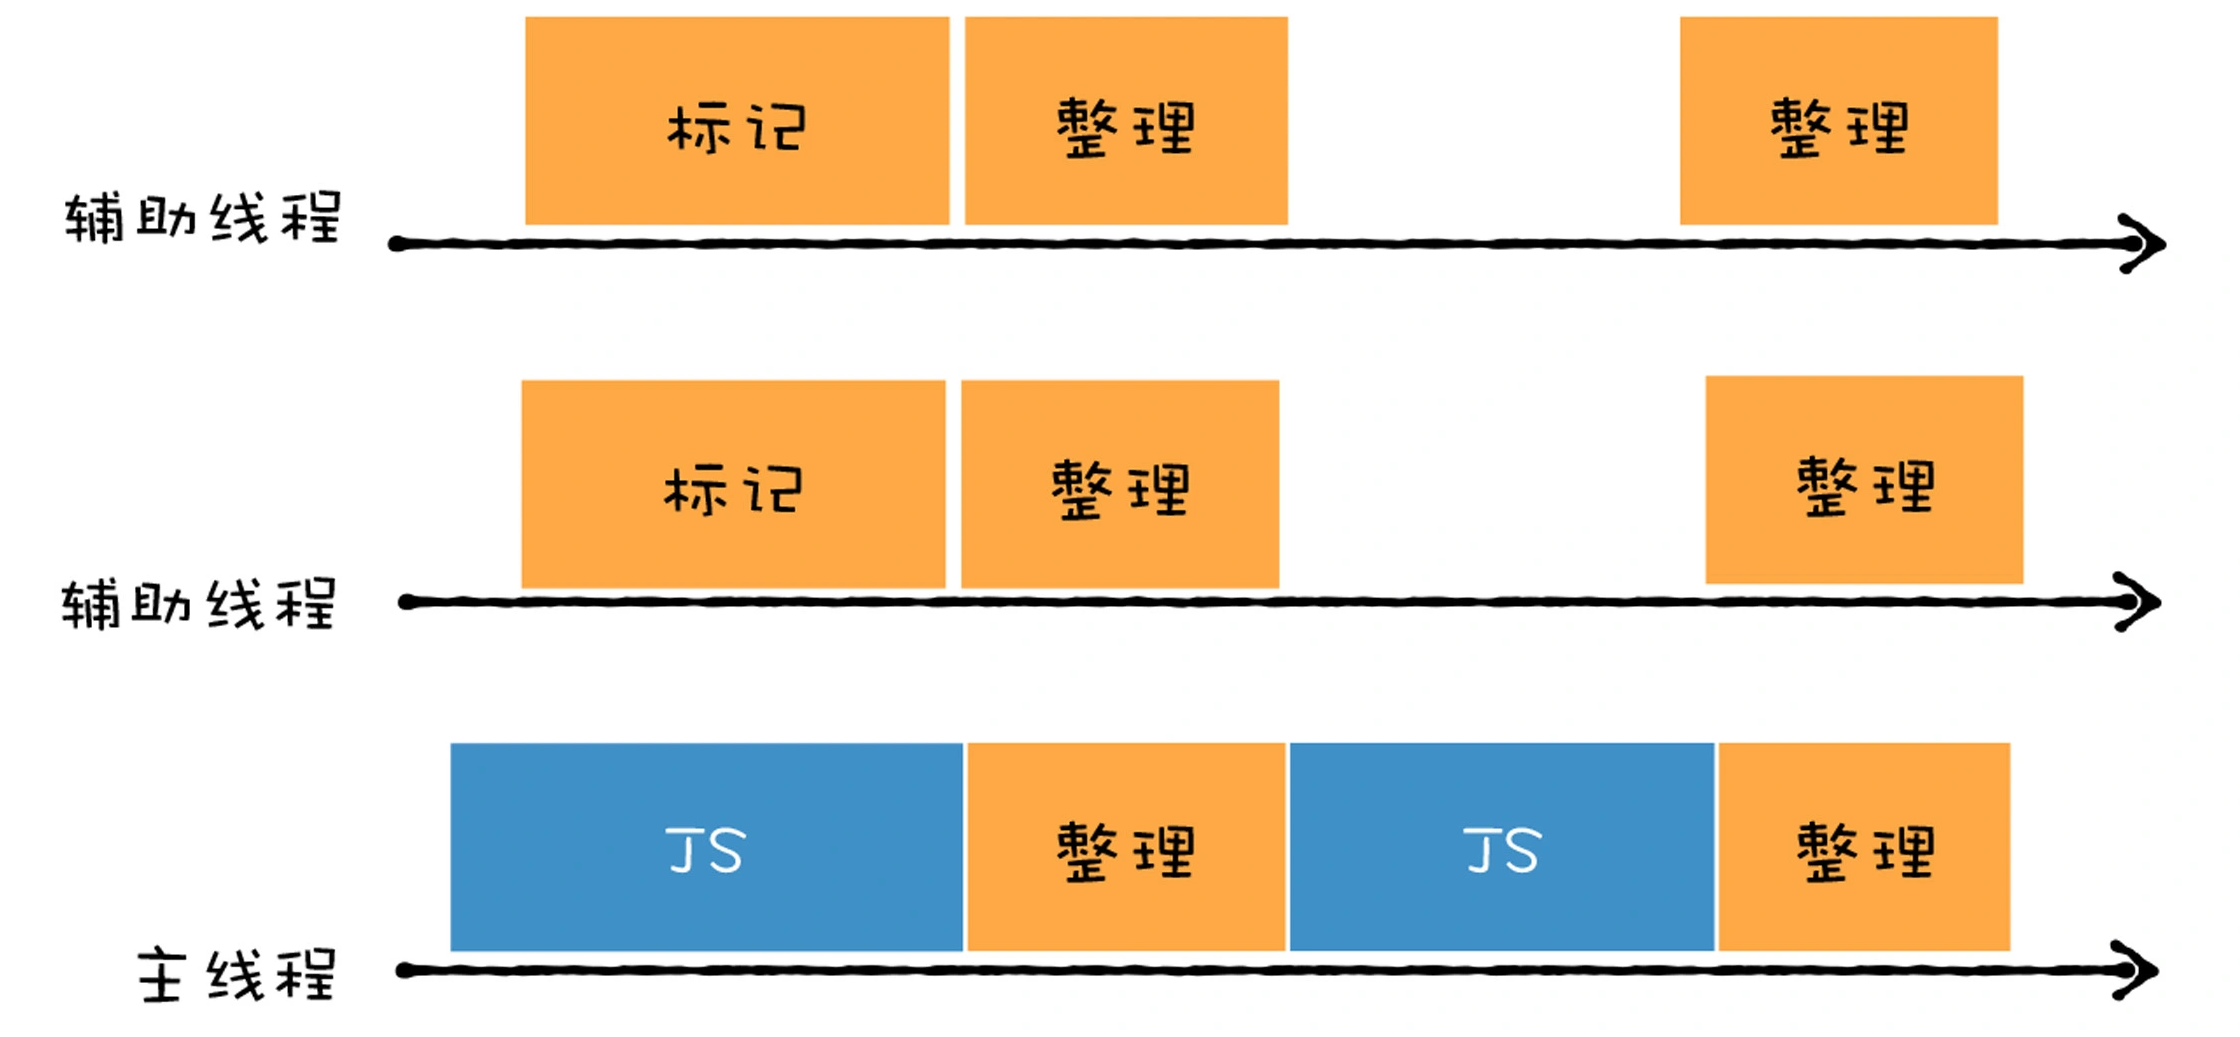 标记 整理 整理
辅助线程
标记 整理 整理
辅助线程
JS 整理 JS 整理
主线程